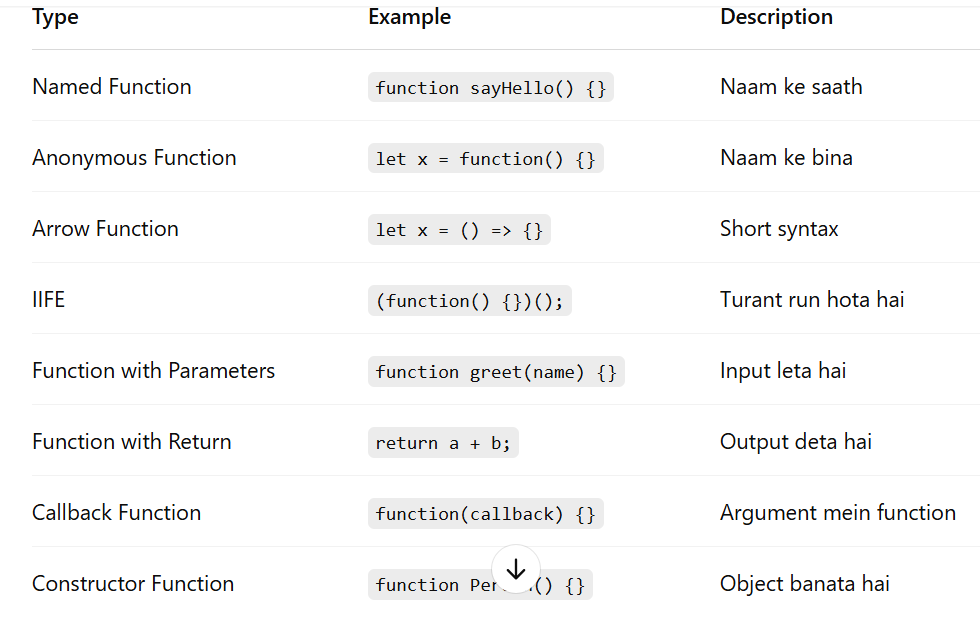 Type Example Description
Named Function function sayHello() {} Naam ke saath
Anonymous Function let x = function() {} Naam ke bina
Arrow Function let x = () => {} Short syntax
IIFE (function() {})(); Turant run hota hai
Function with Parameters function greet(name) {} Input leta hai
Function with Return return a + b; Output deta hai
Callback Function function(callback) {} Argument mein function
Constructor Function function () {} Object banata hai